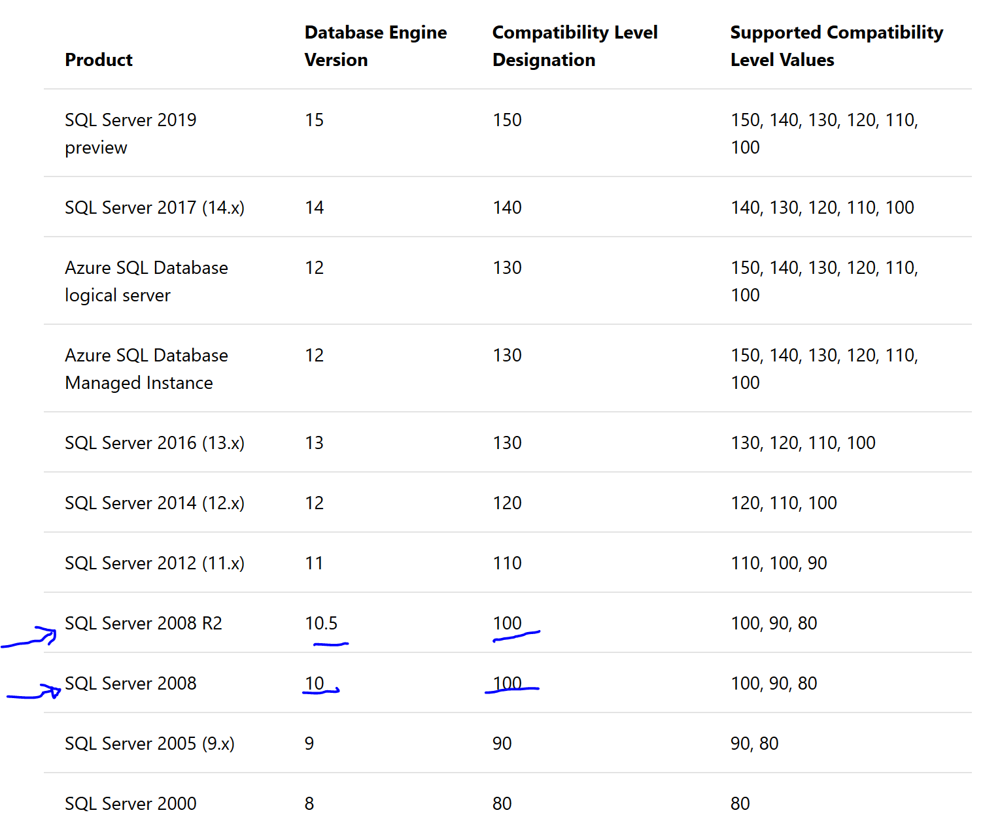 Product Database Engine Version Compatibility Level Designation Supported Compatibility Level Values
SQL Server 2019 preview 15 150 150, 140, 130, 120, 110, 100
SQL Server 2017 (14.x) 14 140 140, 130, 120, 110, 100
Azure SQL Database logical server 12 130 150, 140, 130, 120, 110, 100
Azure SQL Database Managed Instance 12 130 150, 140, 130, 120, 110, 100
SQL Server 2016 (13.x) 13 130 130, 120, 110, 100
SQL Server 2014 (12.x) 12 120 120, 110, 100
SQL Server 2012 (11.x) 11 110 110, 100, 90
SQL Server 2008 R2 10.5 100 100, 90, 80
SQL Server 2008 10 100 100, 90, 80
SQL Server 2005 (9.x) 9 90 90, 80
SQL Server 2000 8 80 80